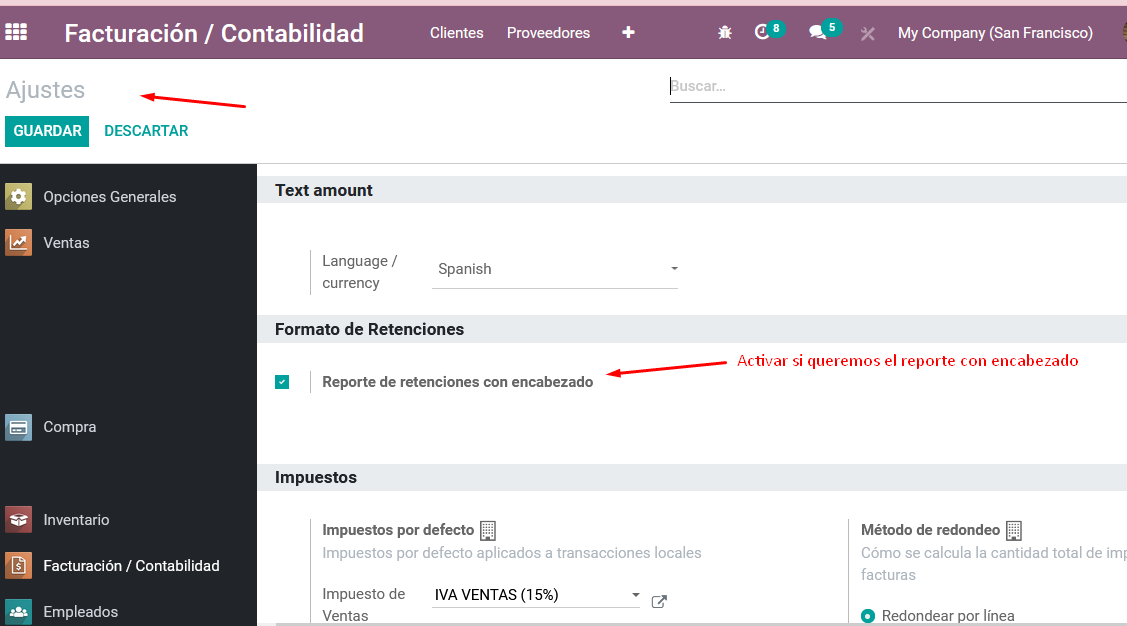 Facturación / Contabilidad
Clientes
Proveedores
8
5
My Company (San Francisco)
Ajustes
Buscar...
GUARDAR
DESCARTAR
Opciones Generales
Ventas
Compra
Inventario
Facturación / Contabilidad
Empleados
Text amount
Language /
currency
Spanish
Formato de Retenciones
Activar si queremos el reporte con encabezado
Reporte de retenciones con encabezado
Impuestos
Impuestos por defecto
Impuestos por defecto aplicados a transacciones locales
Impuesto de
Ventas
IVA VENTAS (15%)
Método de redondeo
Cómo se calcula la cantidad total de imp
facturas
Redondear por línea